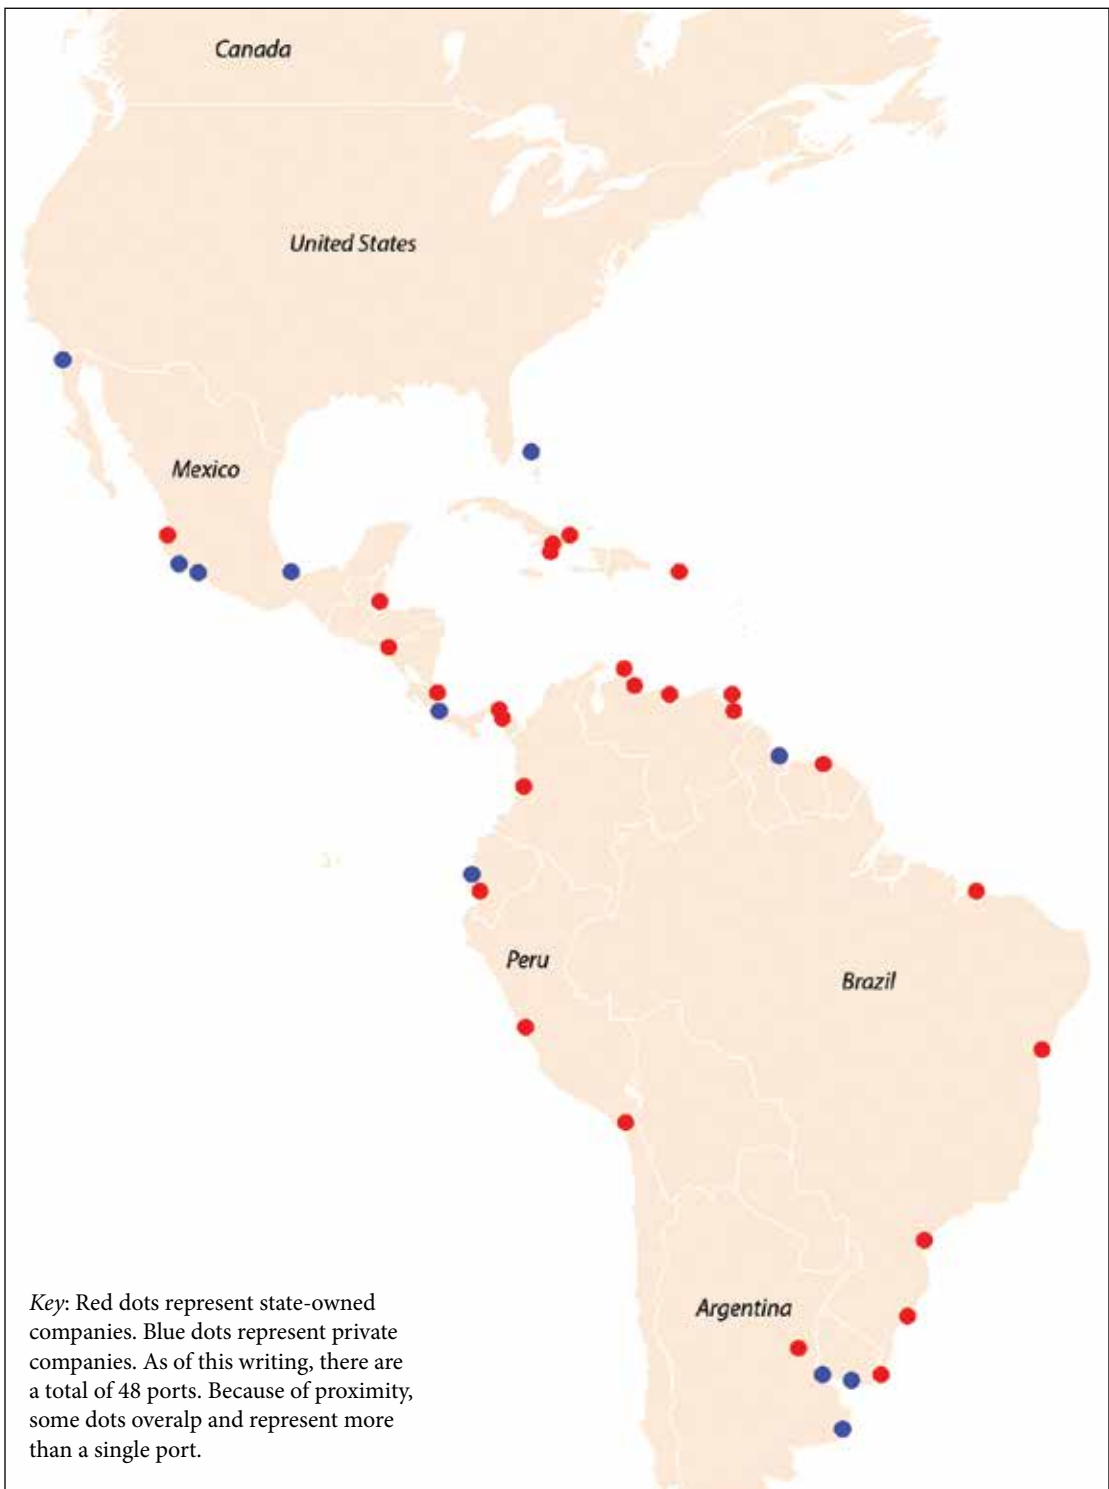 Canada
United States
Mexico
Peru
Brazil
Argentina
Key: Red dots represent state-owned
companies. Blue dots represent private
companies. As of this writing, there are
a total of 48 ports. Because of proximity,
some dots overalp and represent more
than a single port.